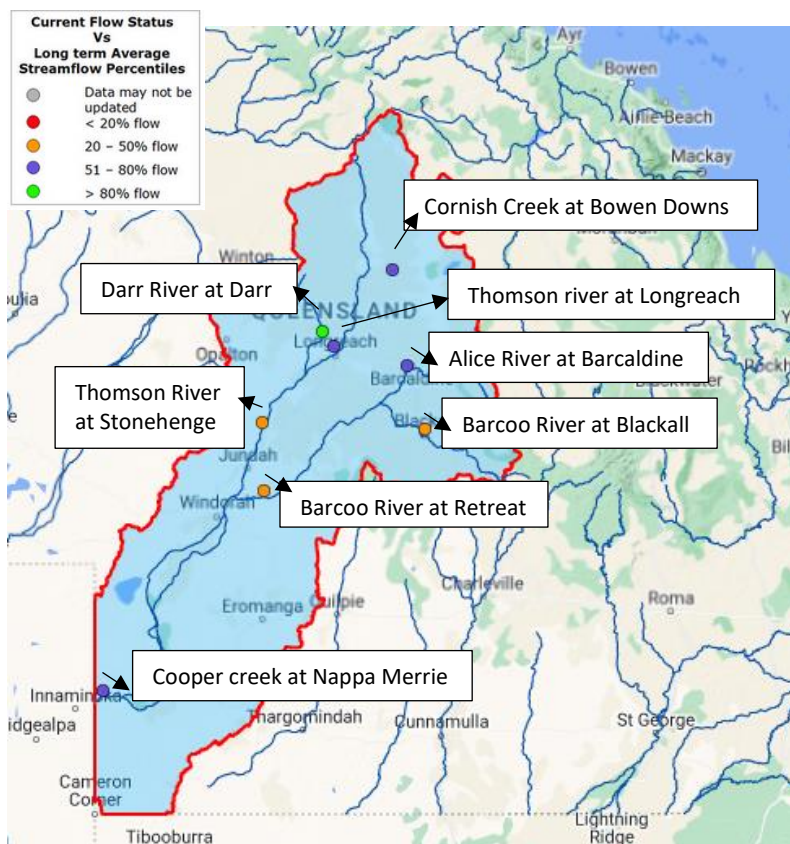 Current Flow Status
Vs
Long term Average
Streamflow Percentiles
Data may not be
updated
< 20% flow
20 – 50% flow
51 – 80% flow
> 80% flow
Ayr
Bowen
Airlie Beach
Mackay
Cornish Creek at Bowen Downs
Winton
Darr River at Darr
Thomson river at Longreach
QUEENSLAND
Longreach
Opalton
Alice River at Barcaldine
Barcaldine
Thomson River
at Stonehenge
Barcoo River at Blackall
Jundah
Windorah
Barcoo River at Retreat
Charleville
Roma
Eromanga
Quilpie
Cooper creek at Nappa Merrie
Innamincka
Thargomindah
Cunnamulla
St George
Cameron
Corner
Tibooburra
Lightning
Ridge